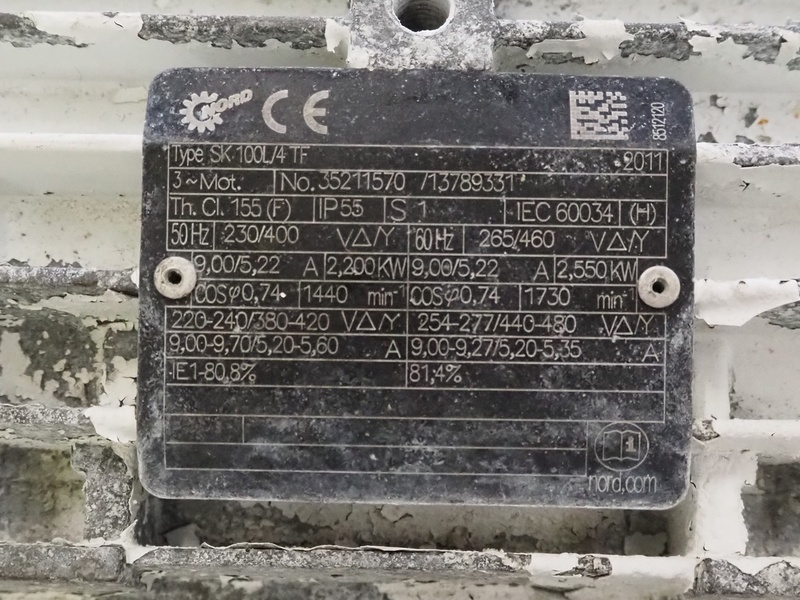 NORD CE 8512120
Type SK 100L/4 TF 2011
3~Mot. No. 35211570 /13789331
Th. Cl. 155 (F) IP55 S 1 IEC 60034 (H)
50 Hz 230/400 V△/Y 60 Hz 265/460 V△/Y
9,00/5,22 A 2,200 KW 9,00/5,22 A 2,550 KW
COSφ0,74 1440 min-1 COSφ0,74 1730 min-1
220-240/380-420 V△/Y 254-277/440-480 V△/Y
9,00-9,70/5,20-5,60 A 9,00-9,27/5,20-5,35 A
IE1-80,8% 81,4%
nord.com